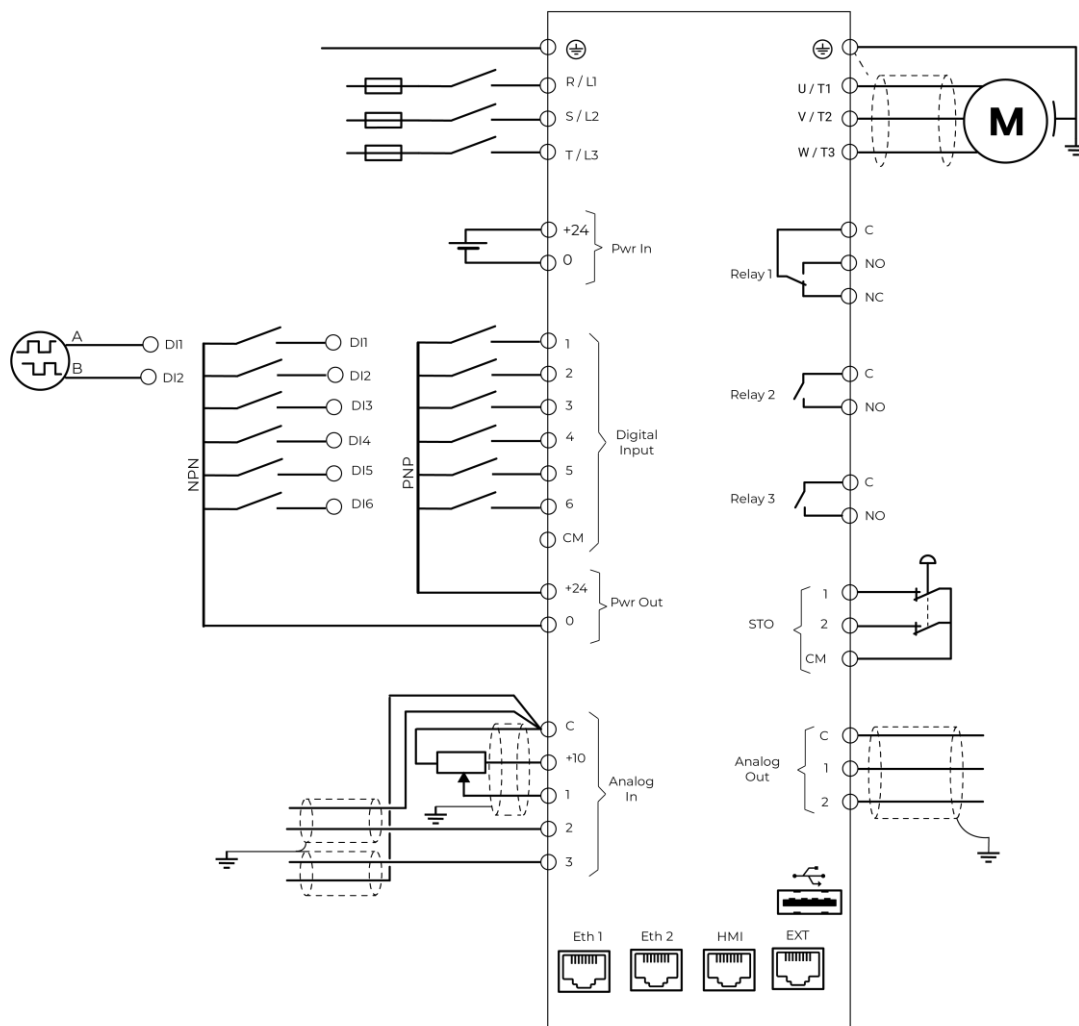 R / L1
S / L2
T / L3
U / T1
V / T2
W / T3
M
+24
0
Pwr In
Relay 1
C
NO
NC
A
B
DI1
DI2
NPN
DI1
DI2
DI3
DI4
DI5
DI6
PNP
1
2
3
4
5
6
CM
Digital
Input
Relay 2
C
NO
Relay 3
C
NO
+24
0
Pwr Out
STO
1
2
CM
C
+10
1
2
3
Analog
In
Analog
Out
C
1
2
Eth 1
Eth 2
HMI
EXT